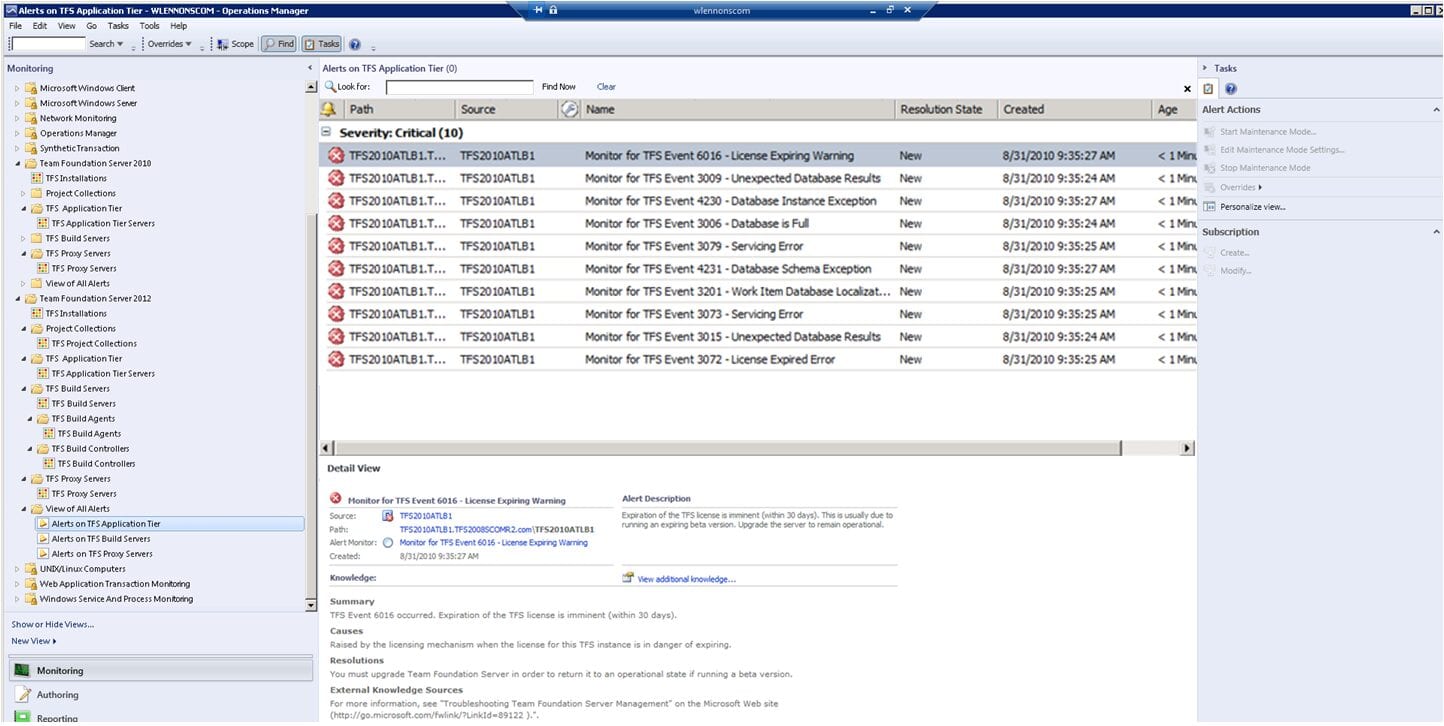 Alerts on TFS Application Tier - WLENNONSCOM - Operations Manager
wlennonscom
File Edit View Go Tasks Tools Help
Search Overrides Scope Find Tasks
Monitoring
Microsoft Windows Client
Microsoft Windows Server
Network Monitoring
Operations Manager
Synthetic Transaction
Team Foundation Server 2010
TFS Installations
Project Collections
TFS Application Tier
TFS Application Tier Servers
TFS Build Servers
TFS Proxy Servers
TFS Proxy Servers
View of All Alerts
Team Foundation Server 2012
TFS Installations
Project Collections
TFS Project Collections
TFS Application Tier
TFS Application Tier Servers
TFS Build Servers
TFS Build Servers
TFS Build Agents
TFS Build Agents
TFS Build Controllers
TFS Build Controllers
TFS Proxy Servers
TFS Proxy Servers
View of All Alerts
Alerts on TFS Application Tier
Alerts on TFS Build Servers
Alerts on TFS Proxy Servers
UNIX/Linux Computers
Web Application Transaction Monitoring
Windows Service And Process Monitoring
Show or Hide Views...
New View
Monitoring
Authoring
Reporting
Alerts on TFS Application Tier (0)
Look for: Find Now Clear
Path Source Name Resolution State Created Age
Severity: Critical (10)
TFS2010ATLB1.T... TFS2010ATLB1 Monitor for TFS Event 6016 - License Expiring Warning New 8/31/2010 9:35:27 AM < 1 Minu
TFS2010ATLB1.T... TFS2010ATLB1 Monitor for TFS Event 3009 - Unexpected Database Results New 8/31/2010 9:35:24 AM < 1 Minu
TFS2010ATLB1.T... TFS2010ATLB1 Monitor for TFS Event 4230 - Database Instance Exception New 8/31/2010 9:35:27 AM < 1 Minu
TFS2010ATLB1.T... TFS2010ATLB1 Monitor for TFS Event 3006 - Database is Full New 8/31/2010 9:35:24 AM < 1 Minu
TFS2010ATLB1.T... TFS2010ATLB1 Monitor for TFS Event 3079 - Servicing Error New 8/31/2010 9:35:25 AM < 1 Minu
TFS2010ATLB1.T... TFS2010ATLB1 Monitor for TFS Event 4231 - Database Schema Exception New 8/31/2010 9:35:27 AM < 1 Minu
TFS2010ATLB1.T... TFS2010ATLB1 Monitor for TFS Event 3201 - Work Item Database Localizat... New 8/31/2010 9:35:25 AM < 1 Minu
TFS2010ATLB1.T... TFS2010ATLB1 Monitor for TFS Event 3073 - Servicing Error New 8/31/2010 9:35:25 AM < 1 Minu
TFS2010ATLB1.T... TFS2010ATLB1 Monitor for TFS Event 3015 - Unexpected Database Results New 8/31/2010 9:35:24 AM < 1 Minu
TFS2010ATLB1.T... TFS2010ATLB1 Monitor for TFS Event 3072 - License Expired Error New 8/31/2010 9:35:25 AM < 1 Minu
Detail View
Monitor for TFS Event 6016 - License Expiring Warning
Source: TFS2010ATLB1
Path: TFS2010ATLB1.TFS2008SCOMR2.com\TFS2010ATLB1
Alert Monitor: Monitor for TFS Event 6016 - License Expiring Warning
Created: 8/31/2010 9:35:27 AM
Alert Description
Expiration of the TFS license is imminent (within 30 days). This is usually due to
running an expiring beta version. Upgrade the server to remain operational.
Knowledge: View additional knowledge...
Summary
TFS Event 6016 occurred. Expiration of the TFS license is imminent (within 30 days).
Causes
Raised by the licensing mechanism when the license for this TFS instance is in danger of expiring.
Resolutions
You must upgrade Team Foundation Server in order to return it to an operational state if running a beta version.
External Knowledge Sources
For more information, see "Troubleshooting Team Foundation Server Management" on the Microsoft Web site
(http://go.microsoft.com/fwlink/?LinkId=89122 ).".
Tasks
Alert Actions
Start Maintenance Mode...
Edit Maintenance Mode Settings...
Stop Maintenance Mode
Overrides
Personalize view...
Subscription
Create...
Modify...